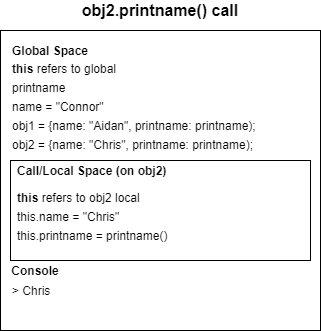 obj2.printname() call
Global Space
this refers to global
printname
name = "Connor"
obj1 = {name: "Aidan", printname: printname);
obj2 = {name: "Chris", printname: printname);
Call/Local Space (on obj2)
this refers to obj2 local
this.name = "Chris"
this.printname = printname()
Console
> Chris